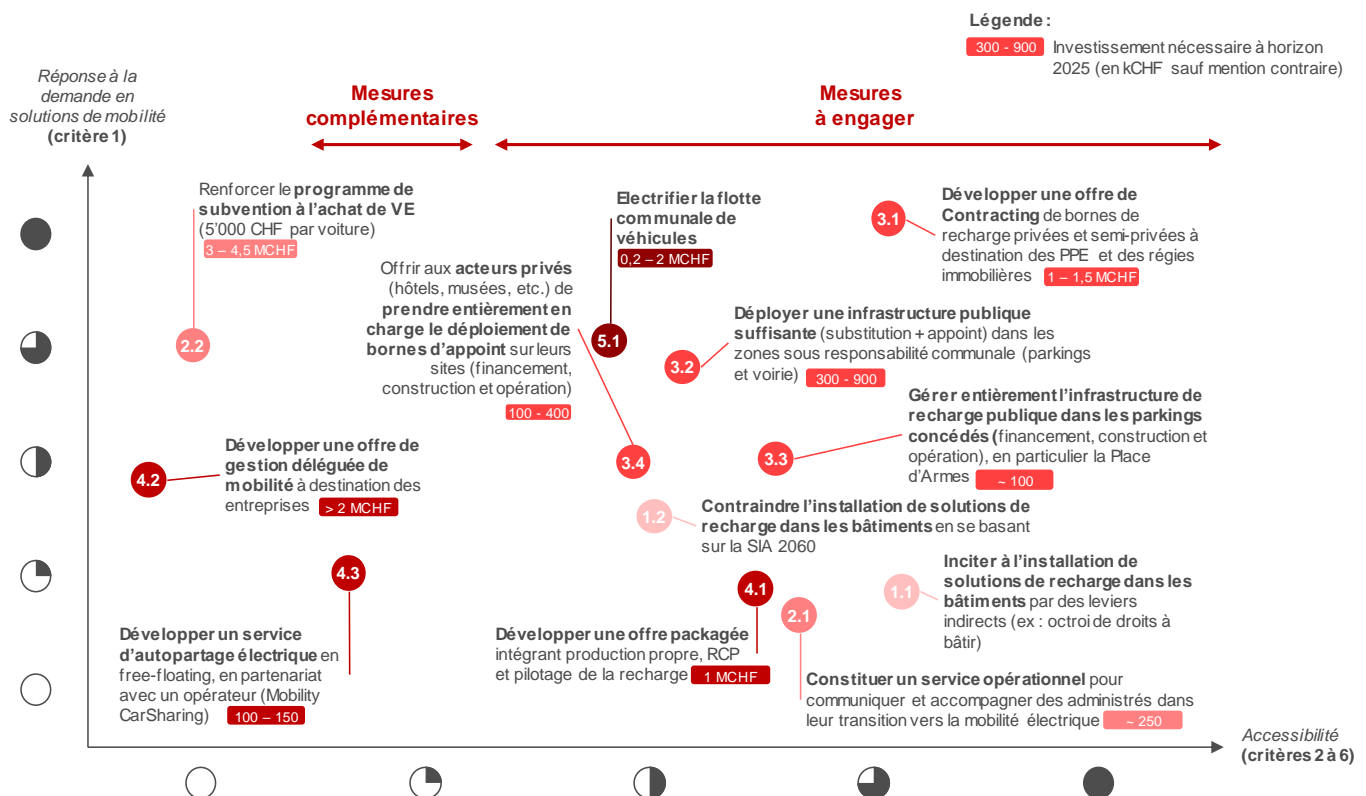 Légende :
300 - 900 Investissement nécessaire à horizon
2025 (en kCHF sauf mention contraire)
Réponse à la
demande en
solutions de mobilité
(critère 1)
Mesures
complémentaires
Mesures
à engager
Renforcer le programme de
subvention à l'achat de VE
(5'000 CHF par voiture)
3 – 4,5 MCHF
2.2
Electrifier la flotte
communale de
véhicules
0,2 – 2 MCHF
5.1
3.1
Développer une offre de
Contracting de bornes de
recharge privées et semi-privées à
destination des PPE et des régies
immobilières 1 – 1,5 MCHF
Offrir aux acteurs privés
(hôtels, musées, etc.) de
prendre entièrement en
charge le déploiement de
bornes d'appoint sur leurs
sites (financement,
construction et opération)
100 - 400
3.4
Déployer une infrastructure publique
suffisante (substitution + appoint) dans les
zones sous responsabilité communale (parkings
et voirie) 300 - 900
3.2
Gérer entièrement l'infrastructure de
recharge publique dans les parkings
concédés (financement, construction et
opération), en particulier la Place
d'Armes ~ 100
3.3
4.2
Développer une offre de
gestion déléguée de
mobilité à destination des
entreprises > 2 MCHF
1.2
Contraindre l'installation de solutions de
recharge dans les bâtiments en se basant
sur la SIA 2060
4.3
Développer un service
d'autopartage électrique en
free-floating, en partenariat
avec un opérateur (Mobility
CarSharing) 100 – 150
4.1
Développer une offre packagée
intégrant production propre, RCP
et pilotage de la recharge 1 MCHF
1.1
Inciter à l'installation de
solutions de recharge dans les
bâtiments par des leviers
indirects (ex : octroi de droits à
bâtir)
2.1
Constituer un service opérationnel pour
communiquer et accompagner des administrés dans
leur transition vers la mobilité électrique ~ 250
Accessibilité
(critères 2 à 6)